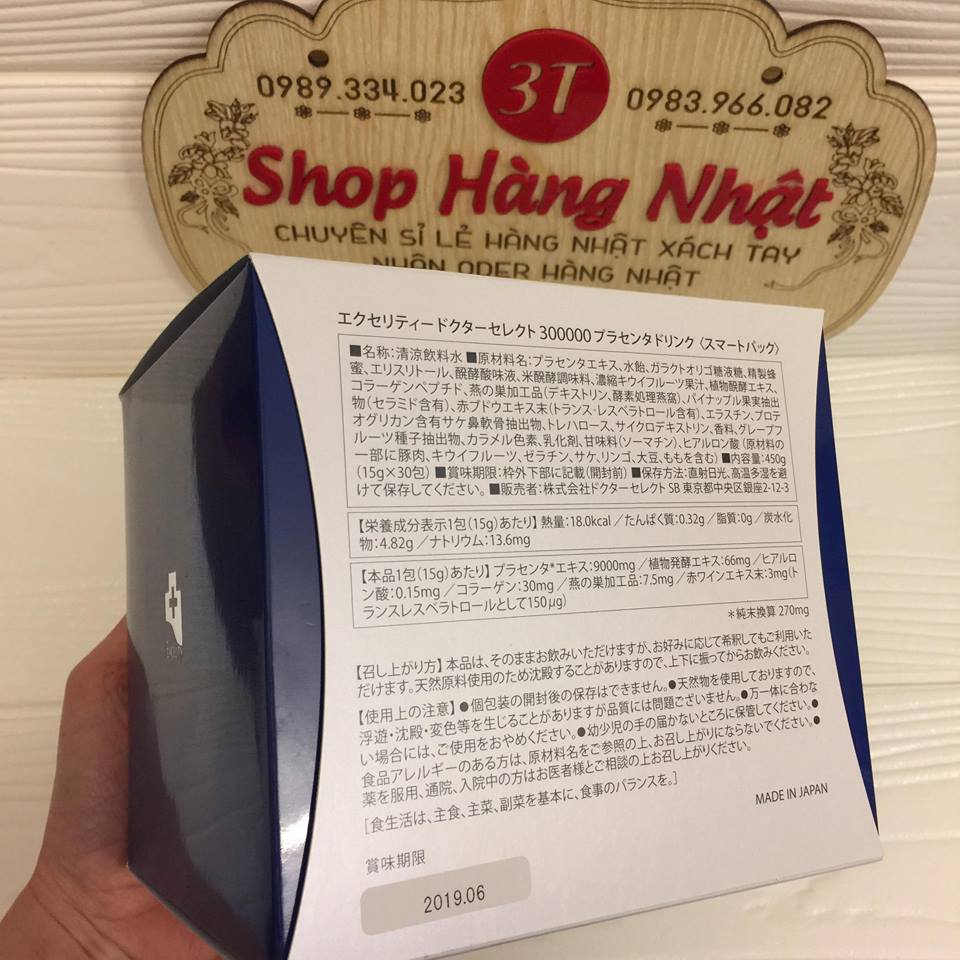 3T
0989.334.023
0983.966.082
Shop Hàng Nhật
CHUYÊN SỈ LẺ HÀNG NHẬT XÁCH TAY
NHẬN ODER HÀNG NHẬT
エクセリティードクターセレクト 300000 プラセンタドリンク〈スマートパック〉
■名称：清涼飲料水 ■原材料名：プラセンタエキス、水飴、ガラクトオリゴ糖液糖、精製蜂
蜜、エリスリトール、醗酵酸味液、米醗酵調味料、濃縮キウイフルーツ果汁、植物醗酵エキス、
コラーゲンペプチド、燕の巣加工品（デキストリン、酵素処理燕窩）、パイナップル果実抽出
物（セラミド含有）、赤ブドウエキス末（トランス・レスベラトロール含有）、エラスチン、プロテ
オグリカン含有サケ鼻軟骨抽出物、トレハロース、サイクロデキストリン、香料、グレープフ
ルーツ種子抽出物、カラメル色素、乳化剤、甘味料（ソーマチン）、ヒアルロン酸（原材料の
一部に豚肉、キウイフルーツ、ゼラチン、サケ、リンゴ、大豆、ももを含む）■内容量：450g
（15g×30包）■賞味期限：枠外下部に記載（開封前）■保存方法：直射日光、高温多湿を避
けて保存してください。■販売者：株式会社ドクターセレクト SB 東京都中央区銀座2-12-3
【栄養成分表示1包（15g）あたり】熱量：18.0kcal／たんぱく質：0.32g／脂質：0g／炭水化
物：4.82g／ナトリウム：13.6mg
【本品1包（15g）あたり】プラセンタ*エキス：9000mg／植物発酵エキス：66mg／ヒアルロ
ン酸：0.15mg／コラーゲン：30mg／燕の巣加工品：7.5mg／赤ワインエキス末：3mg（ト
ランスレスベラトロールとして150μg）
＊純末換算 270mg
【召し上がり方】本品は、そのままお飲みいただけますが、お好みに応じて希釈してもご利用いた
だけます。天然原料使用のため沈殿することがありますので、上下に振ってからお飲みください。
【使用上の注意】●個包装の開封後の保存はできません。●天然物を使用しておりますので、
浮遊・沈殿・変色等を生じることがありますが品質には問題ございません。●万一体に合わな
い場合には、ご使用をおやめください。●幼少児の手の届かないところに保管してください。●
食品アレルギーのある方は、原材料名をご参照の上、お召し上がりにならないでください。●
薬を服用、通院、入院中の方はお医者様とご相談の上お召し上がりください。
［食生活は、主食、主菜、副菜を基本に、食事のバランスを。］
MADE IN JAPAN
賞味期限
2019.06